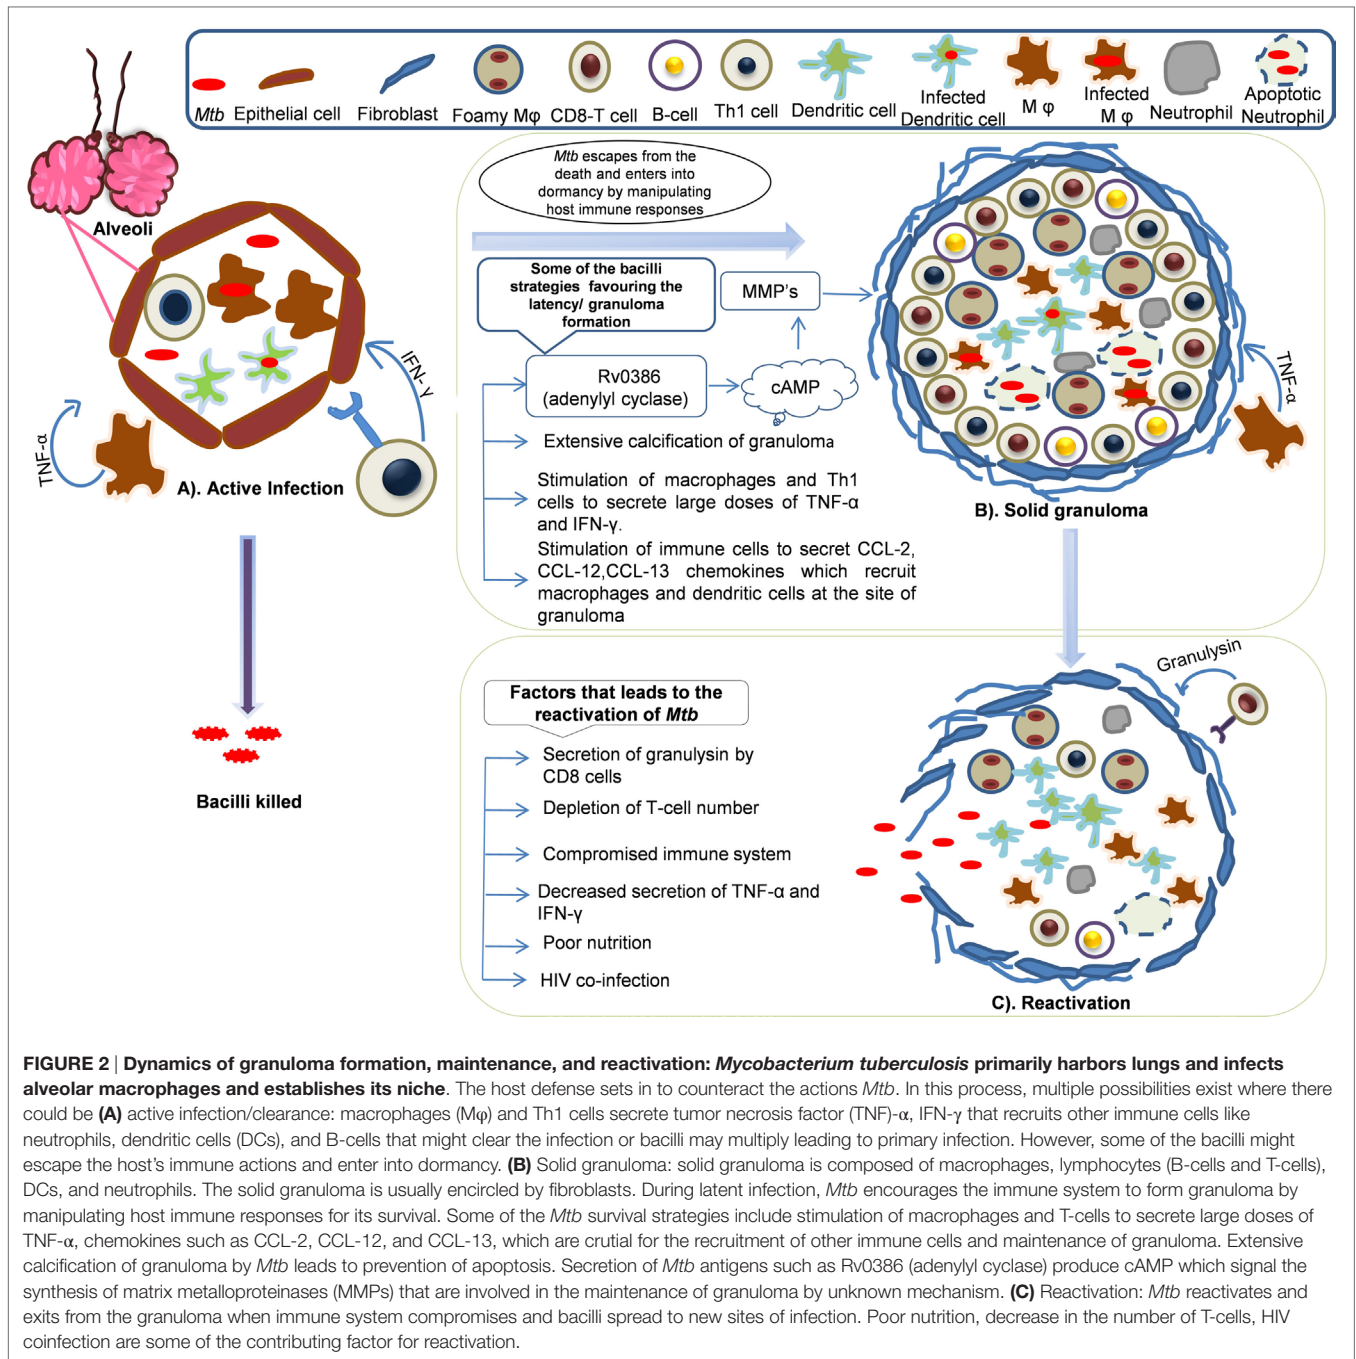 Mtb
Epithelial cell
Fibroblast
Foamy Mφ
CD8-T cell
B-cell
Th1 cell
Dendritic cell
Infected
Dendritic cell
M φ
Infected
M φ
Neutrophil
Apoptotic
Neutrophil
Alveoli
TNF-α
IFN-γ
A). Active Infection
Bacilli killed
Mtb escapes from the
death and enters into
dormancy by manipulating
host immune responses
Some of the bacilli
strategies favouring the
latency/ granuloma
formation
MMP's
Rv0386
(adenylyl cyclase)
cAMP
Extensive calcification of granuloma
Stimulation of macrophages and Th1
cells to secrete large doses of TNF-α
and IFN-γ.
Stimulation of immune cells to secret CCL-2,
CCL-12,CCL-13 chemokines which recruit
macrophages and dendritic cells at the site of
granuloma
TNF-α
B). Solid granuloma
Factors that leads to the
reactivation of Mtb
Secretion of granulysin by
CD8 cells
Depletion of T-cell number
Compromised immune system
Decreased secretion of TNF-α and
IFN-γ
Poor nutrition
HIV co-infection
Granulysin
C). Reactivation
FIGURE 2 | Dynamics of granuloma formation, maintenance, and reactivation: Mycobacterium tuberculosis primarily harbors lungs and infects
alveolar macrophages and establishes its niche. The host defense sets in to counteract the actions Mtb. In this process, multiple possibilities exist where there
could be (A) active infection/clearance: macrophages (Mφ) and Th1 cells secrete tumor necrosis factor (TNF)-α, IFN-γ that recruits other immune cells like
neutrophils, dendritic cells (DCs), and B-cells that might clear the infection or bacilli may multiply leading to primary infection. However, some of the bacilli might
escape the host's immune actions and enter into dormancy. (B) Solid granuloma: solid granuloma is composed of macrophages, lymphocytes (B-cells and T-cells),
DCs, and neutrophils. The solid granuloma is usually encircled by fibroblasts. During latent infection, Mtb encourages the immune system to form granuloma by
manipulating host immune responses for its survival. Some of the Mtb survival strategies include stimulation of macrophages and T-cells to secrete large doses of
TNF-α, chemokines such as CCL-2, CCL-12, and CCL-13, which are crutial for the recruitment of other immune cells and maintenance of granuloma. Extensive
calcification of granuloma by Mtb leads to prevention of apoptosis. Secretion of Mtb antigens such as Rv0386 (adenylyl cyclase) produce cAMP which signal the
synthesis of matrix metalloproteinases (MMPs) that are involved in the maintenance of granuloma by unknown mechanism. (C) Reactivation: Mtb reactivates and
exits from the granuloma when immune system compromises and bacilli spread to new sites of infection. Poor nutrition, decrease in the number of T-cells, HIV
coinfection are some of the contributing factor for reactivation.